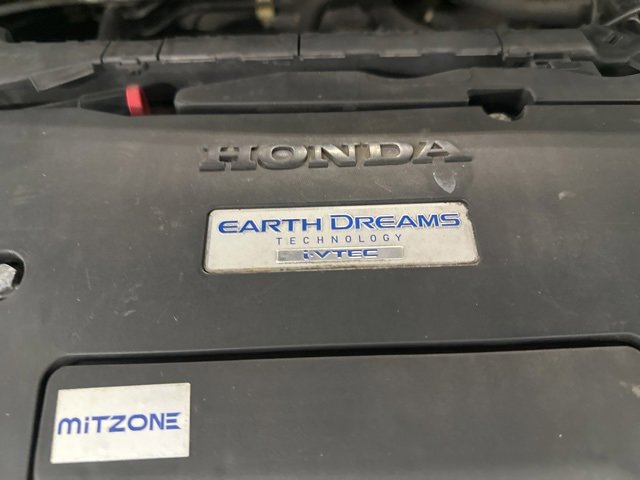 HONDA
EARTH DREAMS
TECHNOLOGY
i-VTEC
MiTZONE